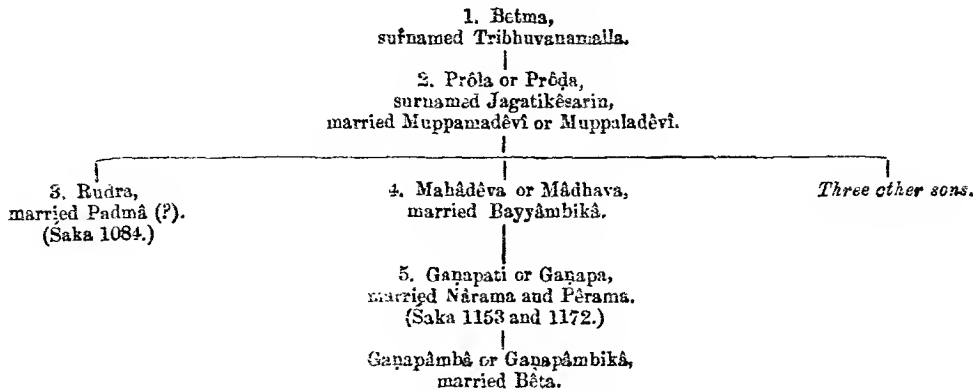 1. Betma,
surnamed Tribhuvanamalla.
2. Prôla or Prôḍa,
surnamed Jagatikêsarin,
married Muppamadêvî or Muppaladêvî.
3. Rudra,
married Padmâ (?).
(Śaka 1084.)
4. Mahâdêva or Mâdhava,
married Bayyâmbikâ.
Three other sons.
5. Gaṇapati or Gaṇapa,
married Nârama and Pêrama.
(Śaka 1153 and 1172.)
Gaṇapâmbâ or Gaṇapâmbikâ,
married Bêta.